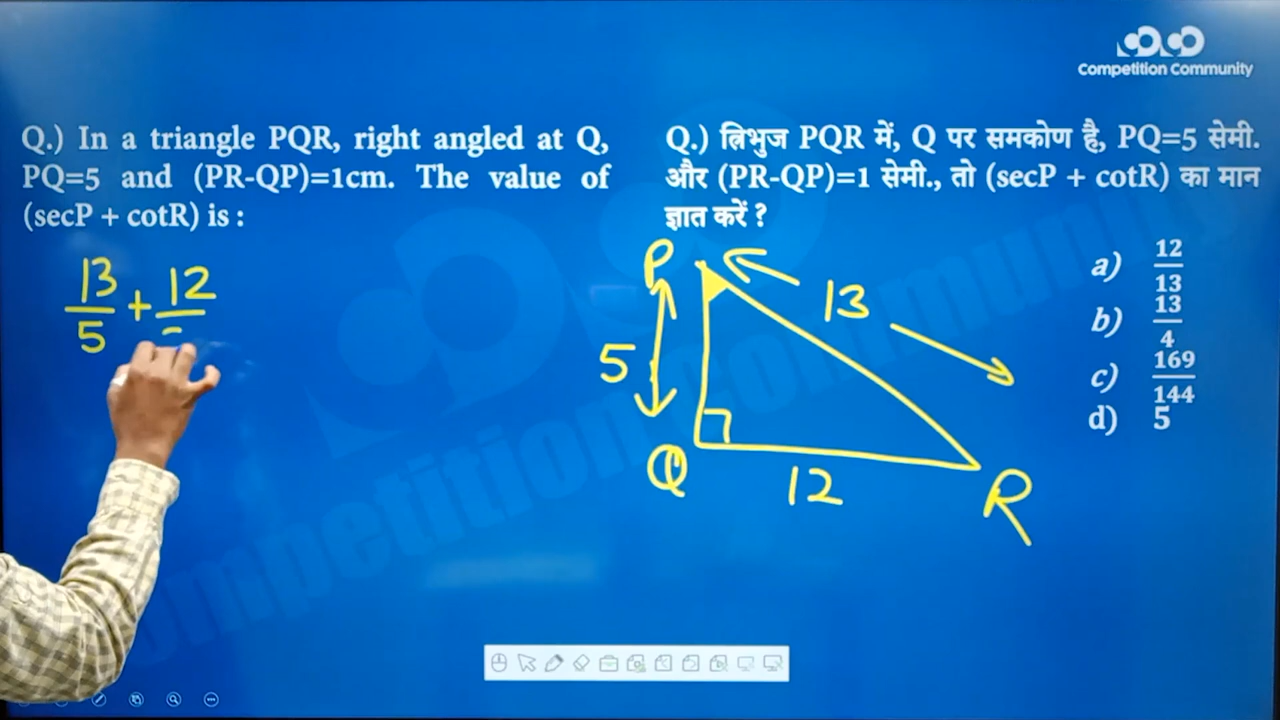 Competition Community
Q.) In a triangle PQR, right angled at Q,
PQ=5 and (PR-QP)=1cm. The value of
(secP + cotR) is :
Q.) त्रिभुज PQR में, Q पर समकोण है, PQ=5 सेमी.
और (PR-QP)=1 सेमी., तो (secP + cotR) का मान
ज्ञात करें ?
a) 12/13
b) 13/4
c) 169/144
d) 5
13/5 + 12
P
13
5
Q
12
R
competition community